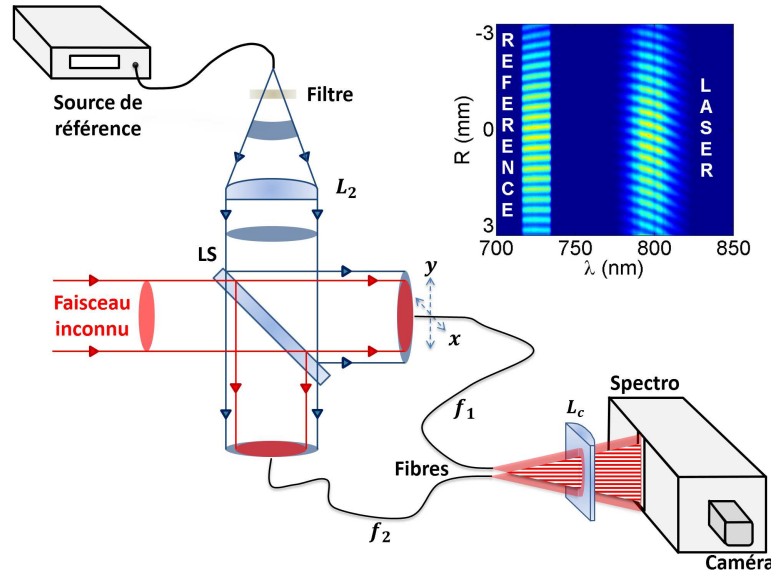 Source de
référence
Filtre
L₂
LS
Faisceau
inconnu
y
x
f₁
f₂
Fibres
L_c
Spectro
Caméra
R (mm)
-3
0
3
REFERENCE
LASER
700
750
800
850
λ (nm)